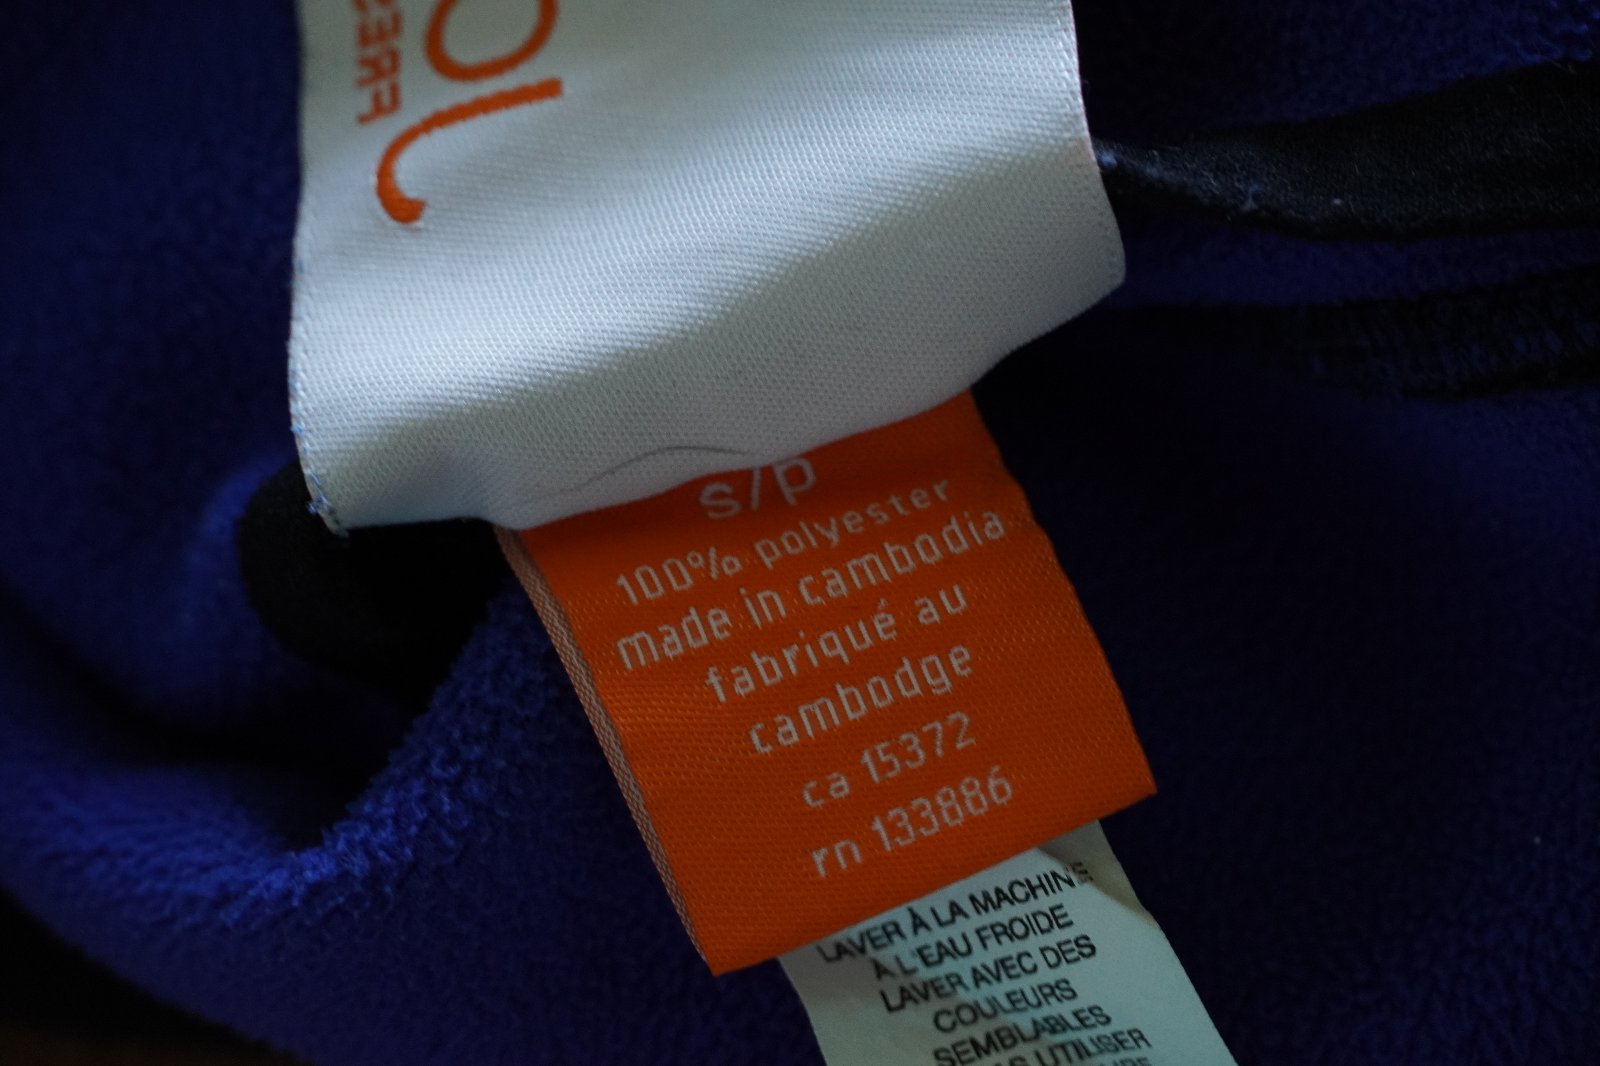 s/p
100% polyester
made in cambodia
fabriqué au
cambodge
ca 15372
rn 133886
LAVER À LA MACHINE
À L'EAU FROIDE
LAVER AVEC DES
COULEURS
SEMBLABLES
UTILISER